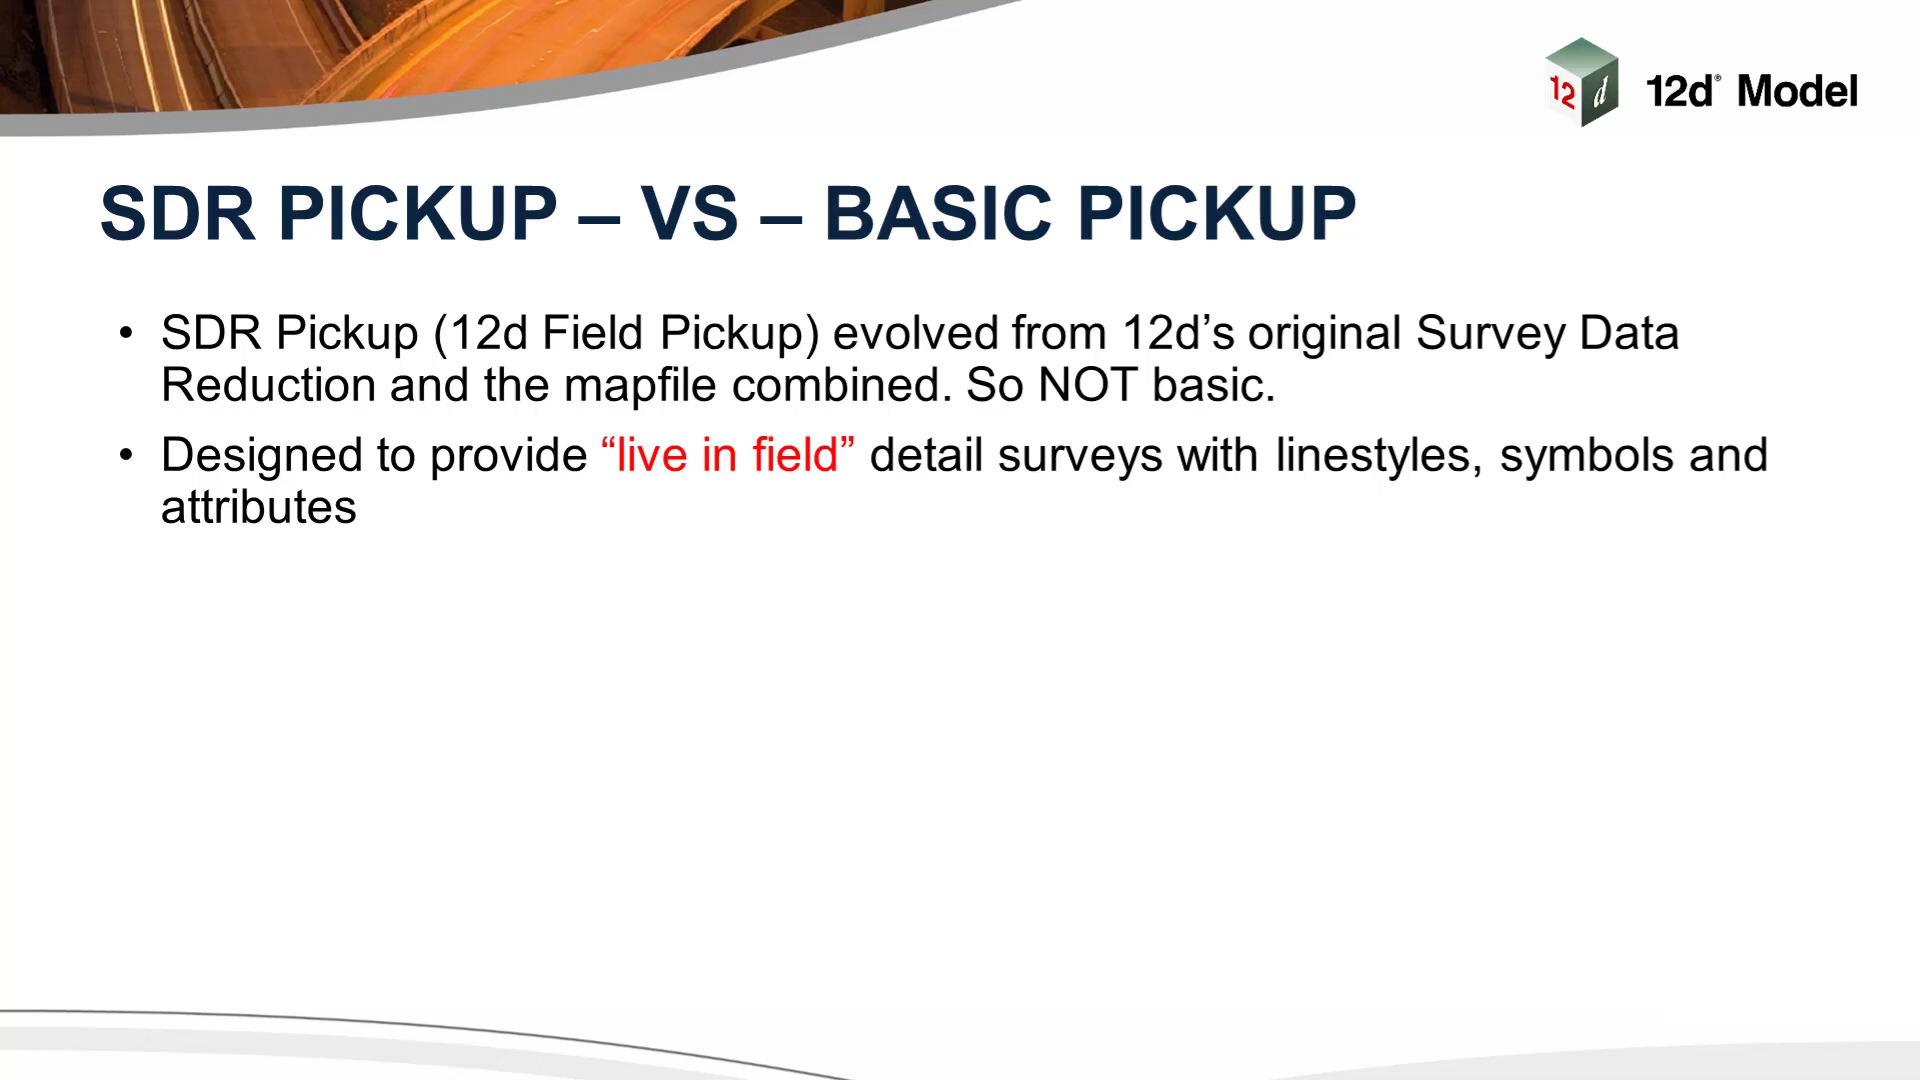 12d® Model
SDR PICKUP – VS – BASIC PICKUP
• SDR Pickup (12d Field Pickup) evolved from 12d’s original Survey Data
Reduction and the mapfile combined. So NOT basic.
• Designed to provide “live in field” detail surveys with linestyles, symbols and
attributes